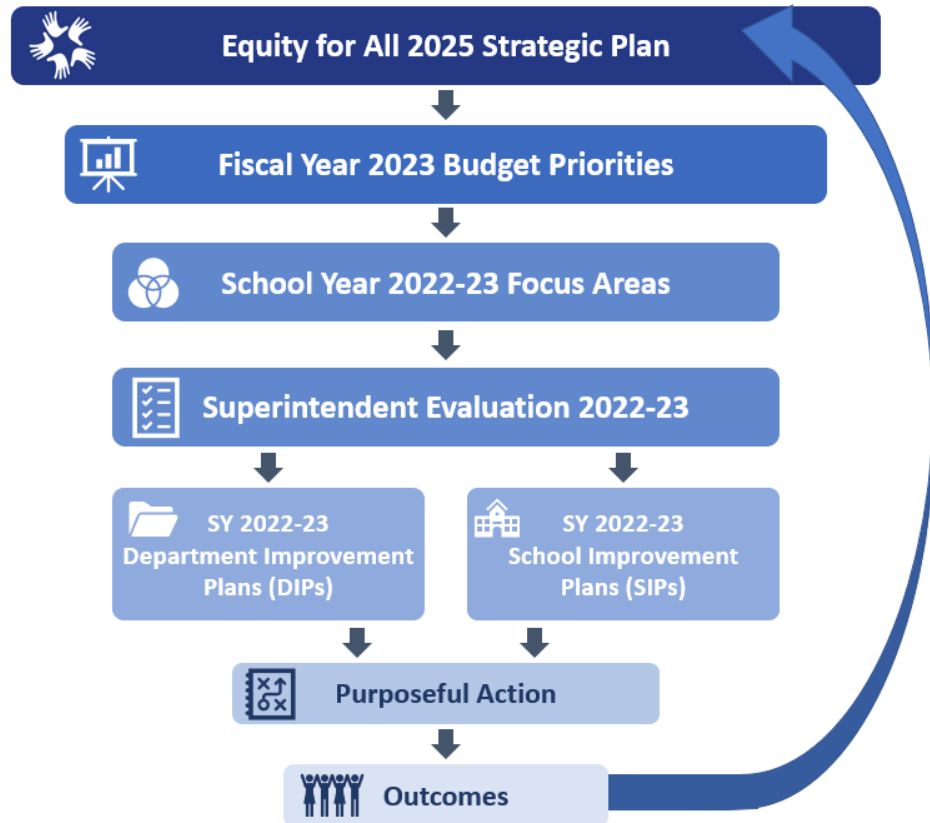 Equity for All 2025 Strategic Plan
Fiscal Year 2023 Budget Priorities
School Year 2022-23 Focus Areas
Superintendent Evaluation 2022-23
SY 2022-23
Department Improvement
Plans (DIPs)
SY 2022-23
School Improvement
Plans (SIPs)
Purposeful Action
Outcomes